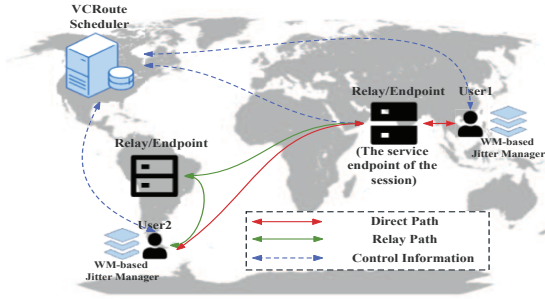 VCRoute
Scheduler
Relay/Endpoint
User1
WM-based
Jitter Manager
(The service
endpoint of the
session)
Relay/Endpoint
User2
WM-based
Jitter Manager
Direct Path
Relay Path
Control Information